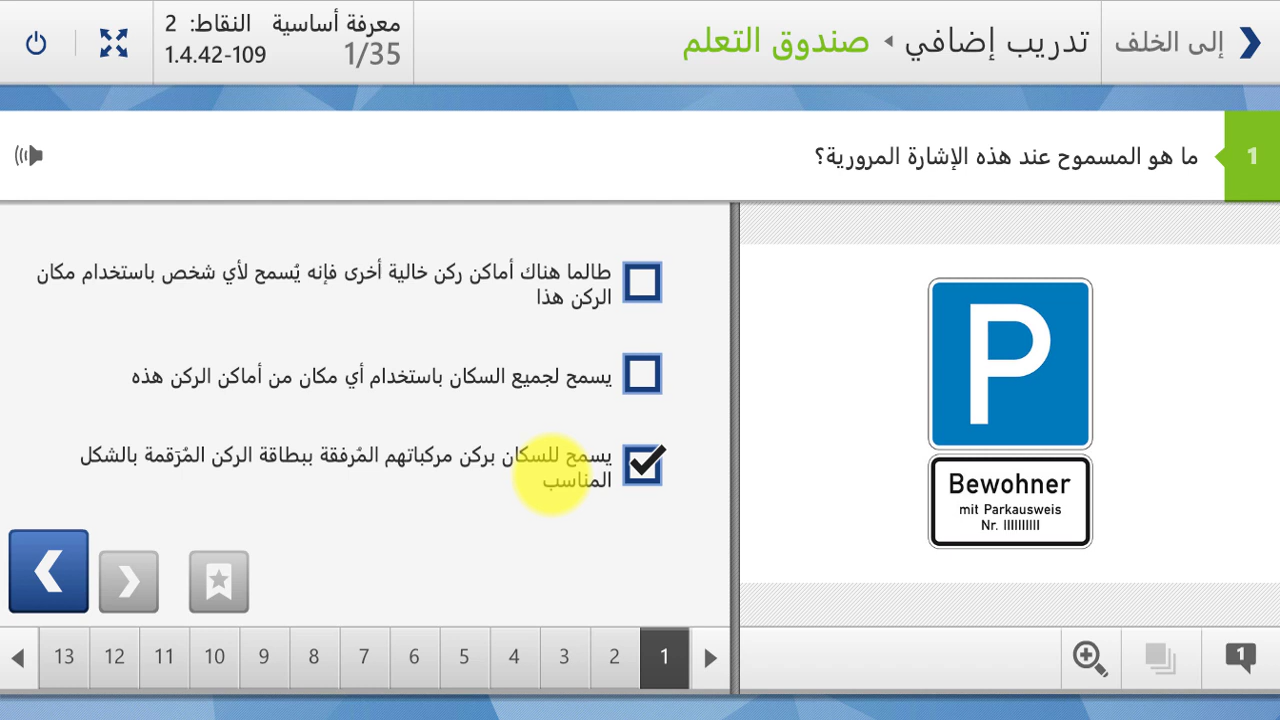 إلى الخلف
تدريب إضافي
صندوق التعلم
معرفة أساسية
النقاط: 2
1/35
1.4.42-109
1
ما هو المسموح عند هذه الإشارة المرورية؟
طالما هناك أماكن ركن خالية أخرى فإنه يُسمح لأي شخص باستخدام مكان
الركن هذا
يسمح لجميع السكان باستخدام أي مكان من أماكن الركن هذه
يسمح للسكان بركن مركباتهم المُرفقة ببطاقة الركن المُرَقمة بالشكل
المناسب
P
Bewohner
mit Parkausweis
Nr. IIIIIIIIII
1 2 3 4 5 6 7 8 9 10 11 12 13
1